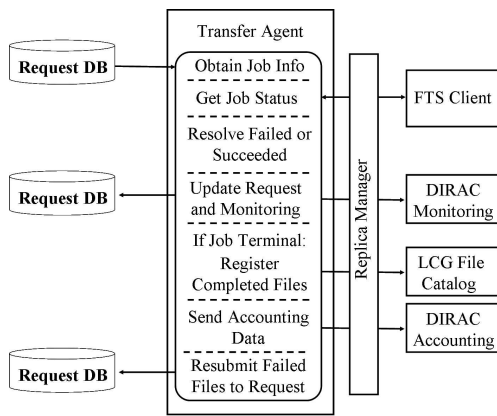 Transfer Agent
Request DB
Obtain Job Info
Get Job Status
FTS Client
Resolve Failed or
Succeeded
Request DB
Update Request
and Monitoring
DIRAC
Monitoring
If Job Terminal:
Register
Completed Files
LCG File
Catalog
Send Accounting
Data
DIRAC
Accounting
Request DB
Resubmit Failed
Files to Request
Replica Manager